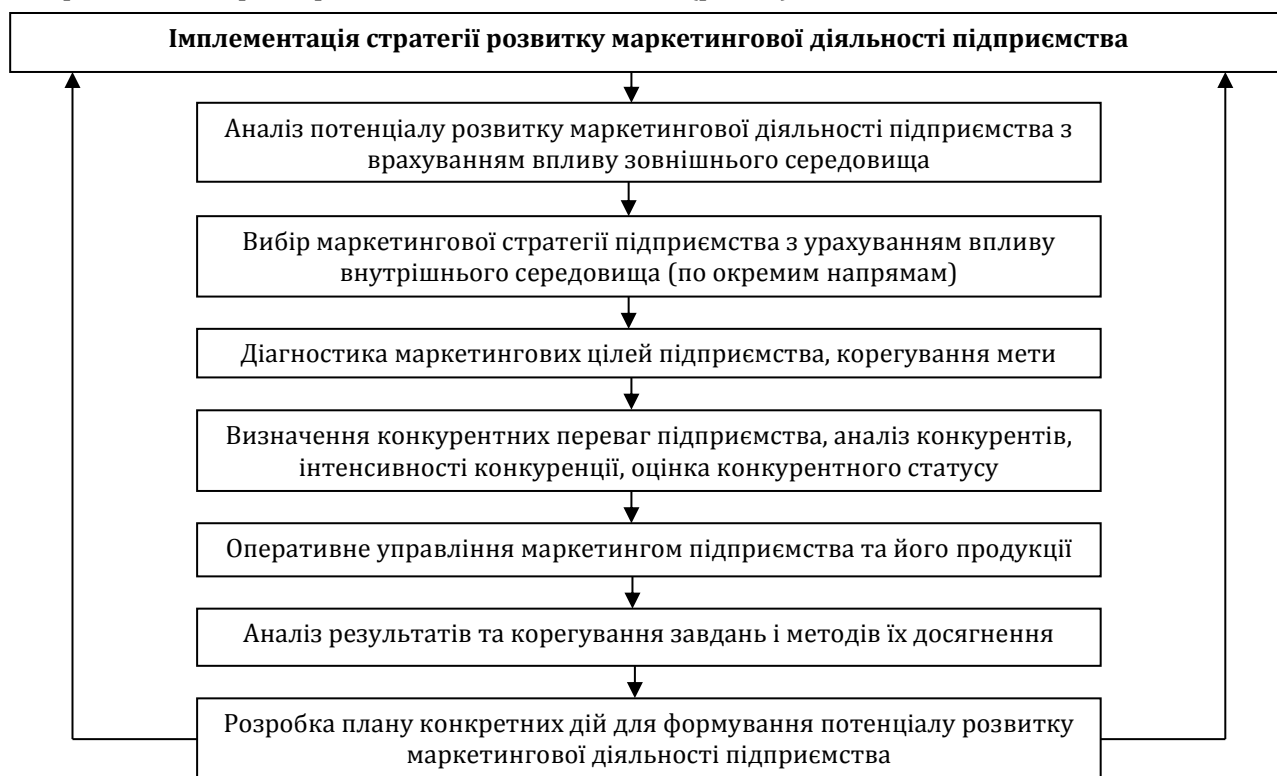 Імплементація стратегії розвитку маркетингової діяльності підприємства
Аналіз потенціалу розвитку маркетингової діяльності підприємства з
врахуванням впливу зовнішнього середовища
Вибір маркетингової стратегії підприємства з урахуванням впливу
внутрішнього середовища (по окремим напрямам)
Діагностика маркетингових цілей підприємства, корегування мети
Визначення конкурентних переваг підприємства, аналіз конкурентів,
інтенсивності конкуренції, оцінка конкурентного статусу
Оперативне управління маркетингом підприємства та його продукції
Аналіз результатів та корегування завдань і методів їх досягнення
Розробка плану конкретних дій для формування потенціалу розвитку
маркетингової діяльності підприємства